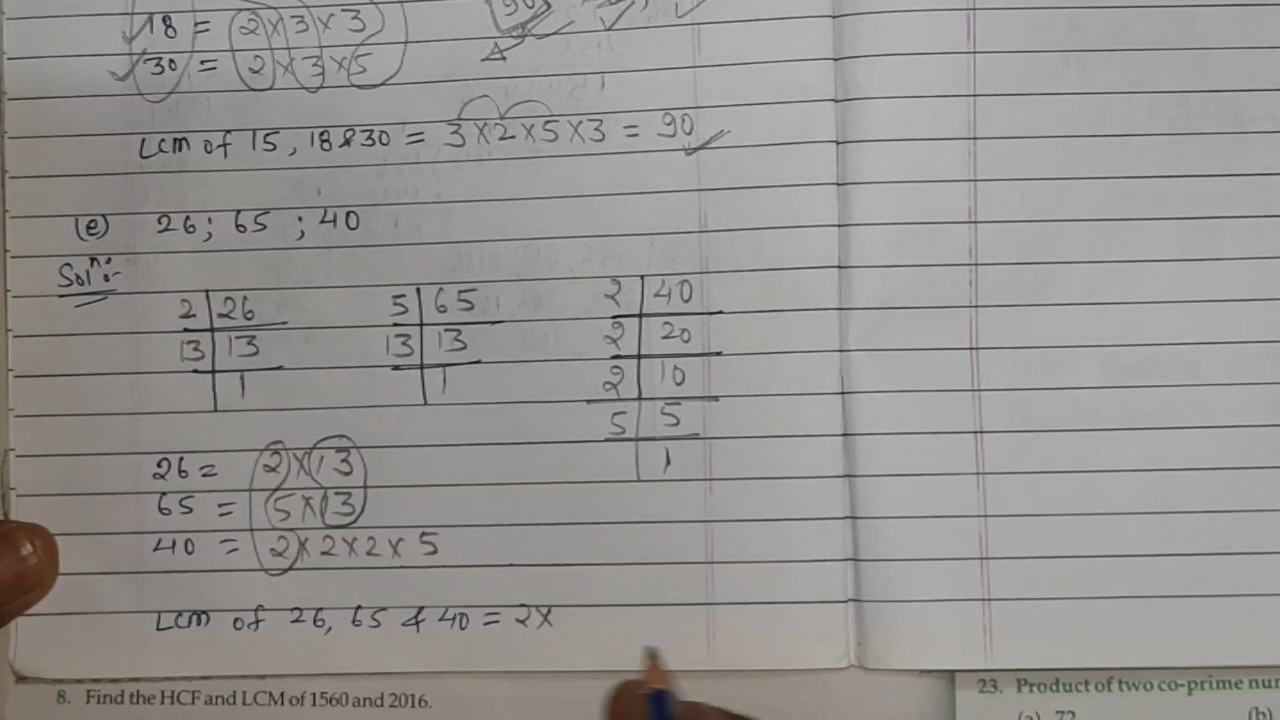 18 = 2 × 3 × 3
30 = 2 × 3 × 5
90
LCM of 15, 18 & 30 = 3 × 2 × 5 × 3 = 90
(e) 26 ; 65 ; 40
Solⁿ:-
2 | 26
13 | 13
1
5 | 65
13 | 13
1
2 | 40
2 | 20
2 | 10
5 | 5
1
26 = 2 × 13
65 = 5 × 13
40 = 2 × 2 × 2 × 5
LCM of 26, 65 & 40 = 2 ×
8. Find the HCF and LCM of 1560 and 2016.
23. Product of two co-prime
(a) 72 (b)